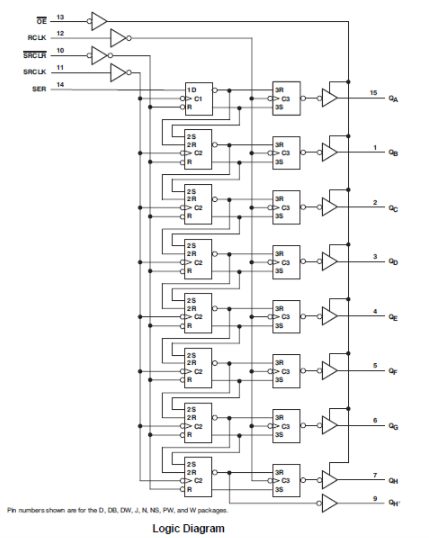 OE 13
RCLK 12
SRCLR 10
SRCLK 11
SER 14
1D
C1
R
3R
C3
3S
15 QA
2S
2R
C2
R
3R
C3
3S
1 QB
2S
2R
C2
R
3R
C3
3S
2 QC
2S
2R
C2
R
3R
C3
3S
3 QD
2S
2R
C2
R
3R
C3
3S
4 QE
2S
2R
C2
R
3R
C3
3S
5 QF
2S
2R
C2
R
3R
C3
3S
6 QG
2S
2R
C2
R
3R
C3
3S
7 QH
9 QH'
Pin numbers shown are for the D, DB, DW, J, N, NS, PW, and W packages.
Logic Diagram